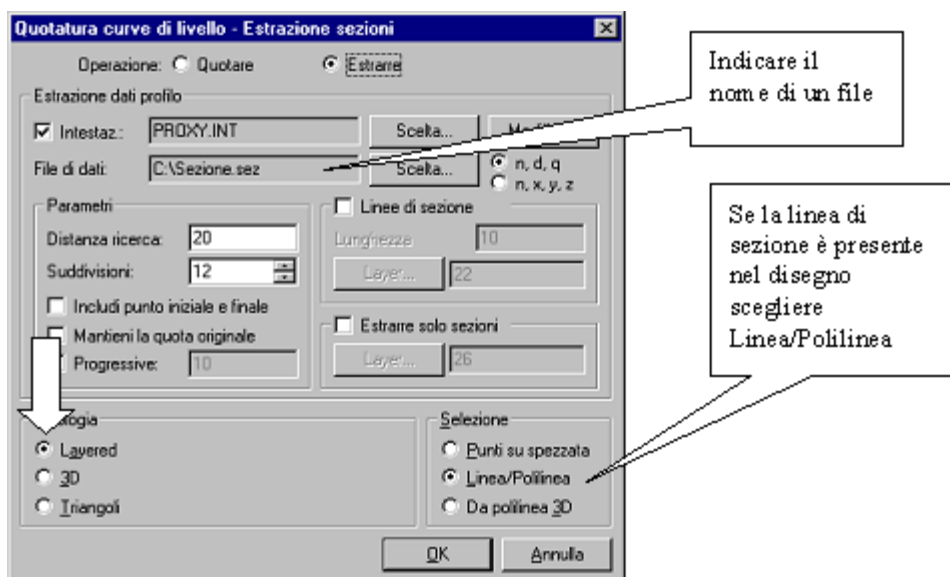 Quotatura curve di livello - Estrazione sezioni
Operazione: Quotare Estrarre
Estrazione dati profilo
Intestaz.: PROXY.INT Scelta...
File di dati: C:\Sezione.sez Scelta... n, d, q
n, x, y, z
Parametri
Distanza ricerca: 20
Suddivisioni: 12
Includi punto iniziale e finale
Mantieni la quota originale
Progressive: 10
Linee di sezione
Lunghezza 10
Layer... 22
Estrarre solo sezioni
Layer... 26
Layered
3D
Triangoli
Selezione
Punti su spezzata
Linea/Polilinea
Da polilinea 3D
OK Annulla
Indicare il
nome di un file
Se la linea di
sezione è presente
nel disegno
scegliere
Linea/Polilinea